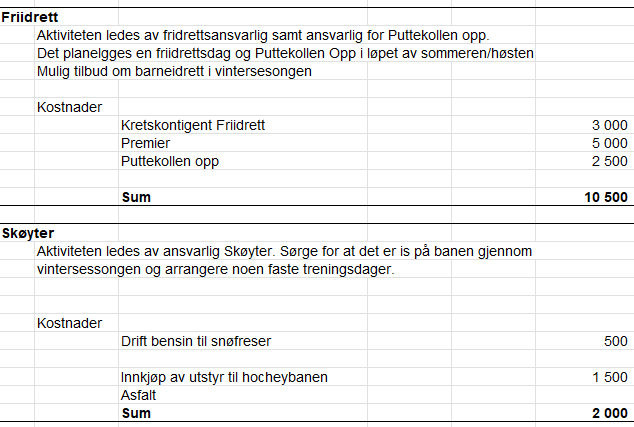 Friidrett
Aktiviteten ledes av fridrettsansvarlig samt ansvarlig for Puttekollen opp.
Det planelgges en friidrettsdag og Puttekollen Opp i løpet av sommeren/høsten
Mulig tilbud om barneidrett i vintersesongen
Kostnader
Kretskontigent Friidrett 3 000
Premier 5 000
Puttekollen opp 2 500
Sum 10 500
Skøyter
Aktiviteten ledes av ansvarlig Skøyter. Sørge for at det er is på banen gjennom
vintersessongen og arrangere noen faste treningsdager.
Kostnader
Drift bensin til snøfreser 500
Innkjøp av utstyr til hocheybanen 1 500
Asfalt
Sum 2 000